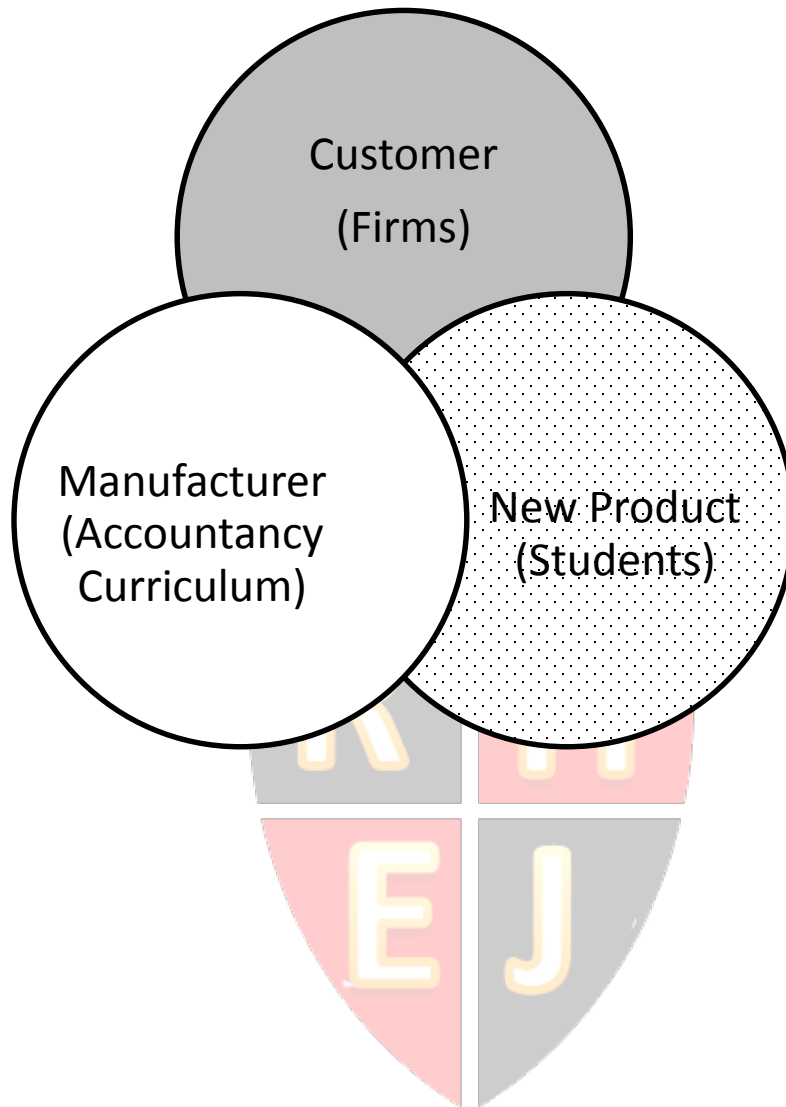 Customer
(Firms)
Manufacturer
(Accountancy
Curriculum)
New Product
(Students)
E J